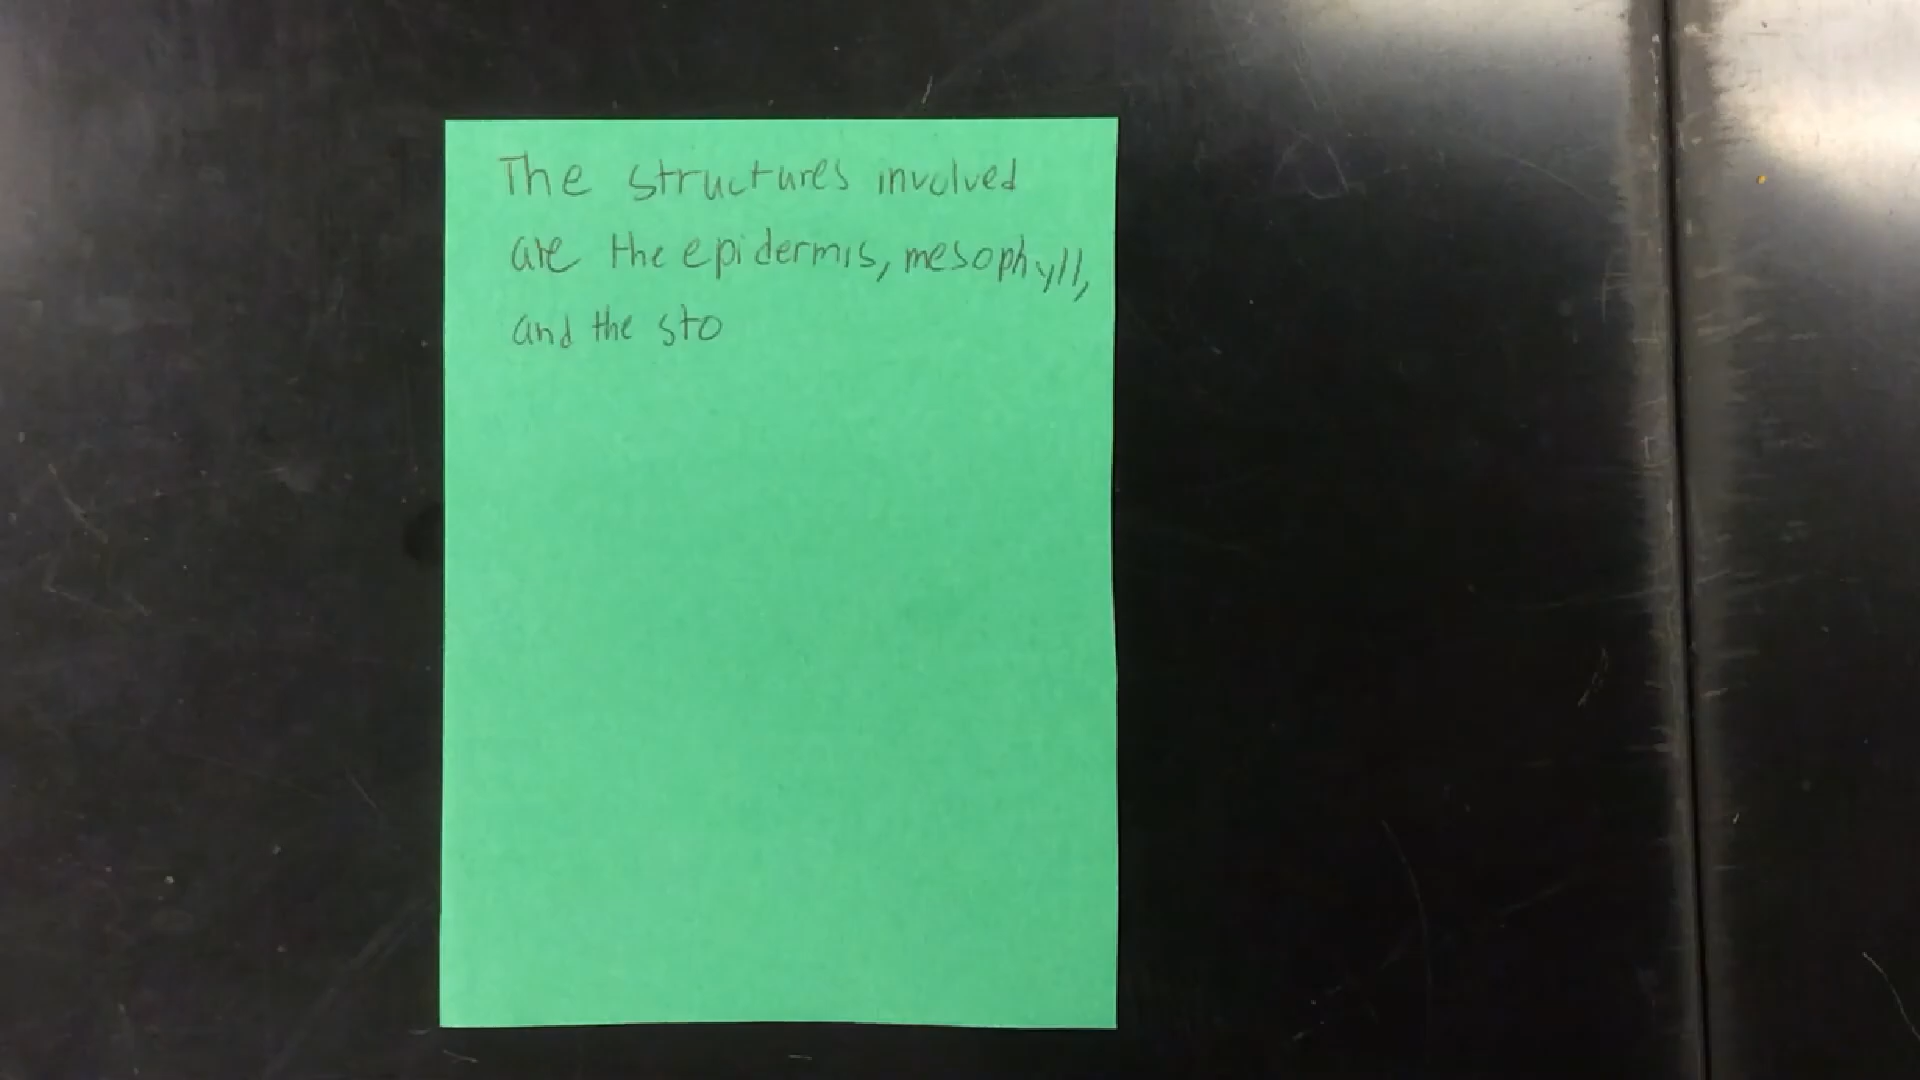 The structures involved
are the epidermis, mesophyll,
and the sto